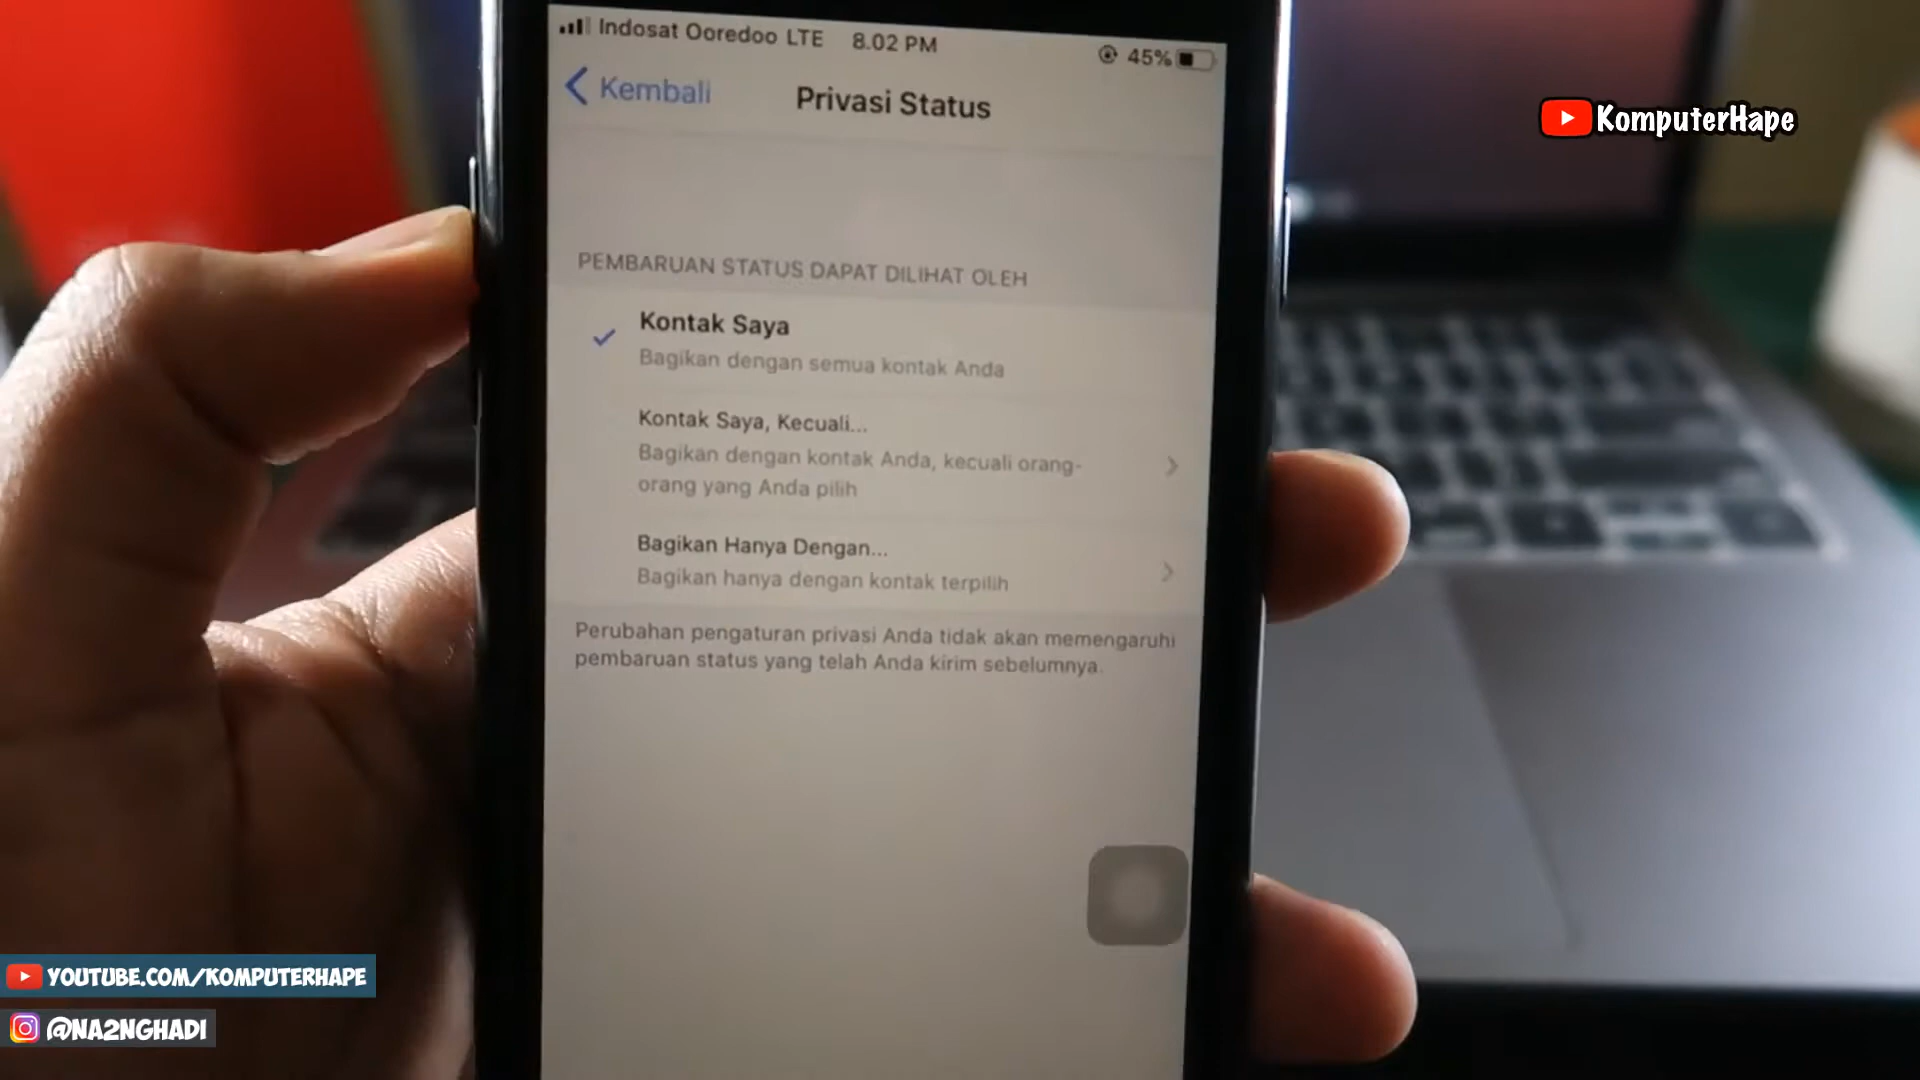 Indosat Ooredoo LTE 8.02 PM 45%
Kembali Privasi Status
KomputerHape
PEMBARUAN STATUS DAPAT DILIHAT OLEH
Kontak Saya
Bagikan dengan semua kontak Anda
Kontak Saya, Kecuali...
Bagikan dengan kontak Anda, kecuali orang-
orang yang Anda pilih
Bagikan Hanya Dengan...
Bagikan hanya dengan kontak terpilih
Perubahan pengaturan privasi Anda tidak akan memengaruhi
pembaruan status yang telah Anda kirim sebelumnya.
YOUTUBE.COM/KOMPUTERHAPE
@NA2NGHADI